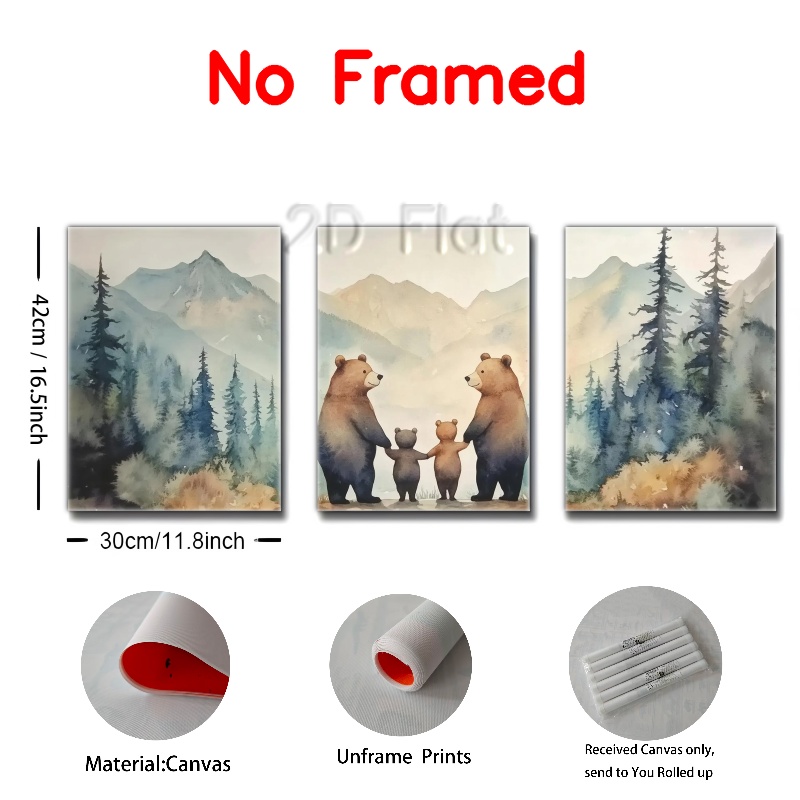 No Framed
2D Flat
42cm / 16.5inch
30cm/11.8inch
Material:Canvas
Unframe Prints
Received Canvas only,
send to You Rolled up